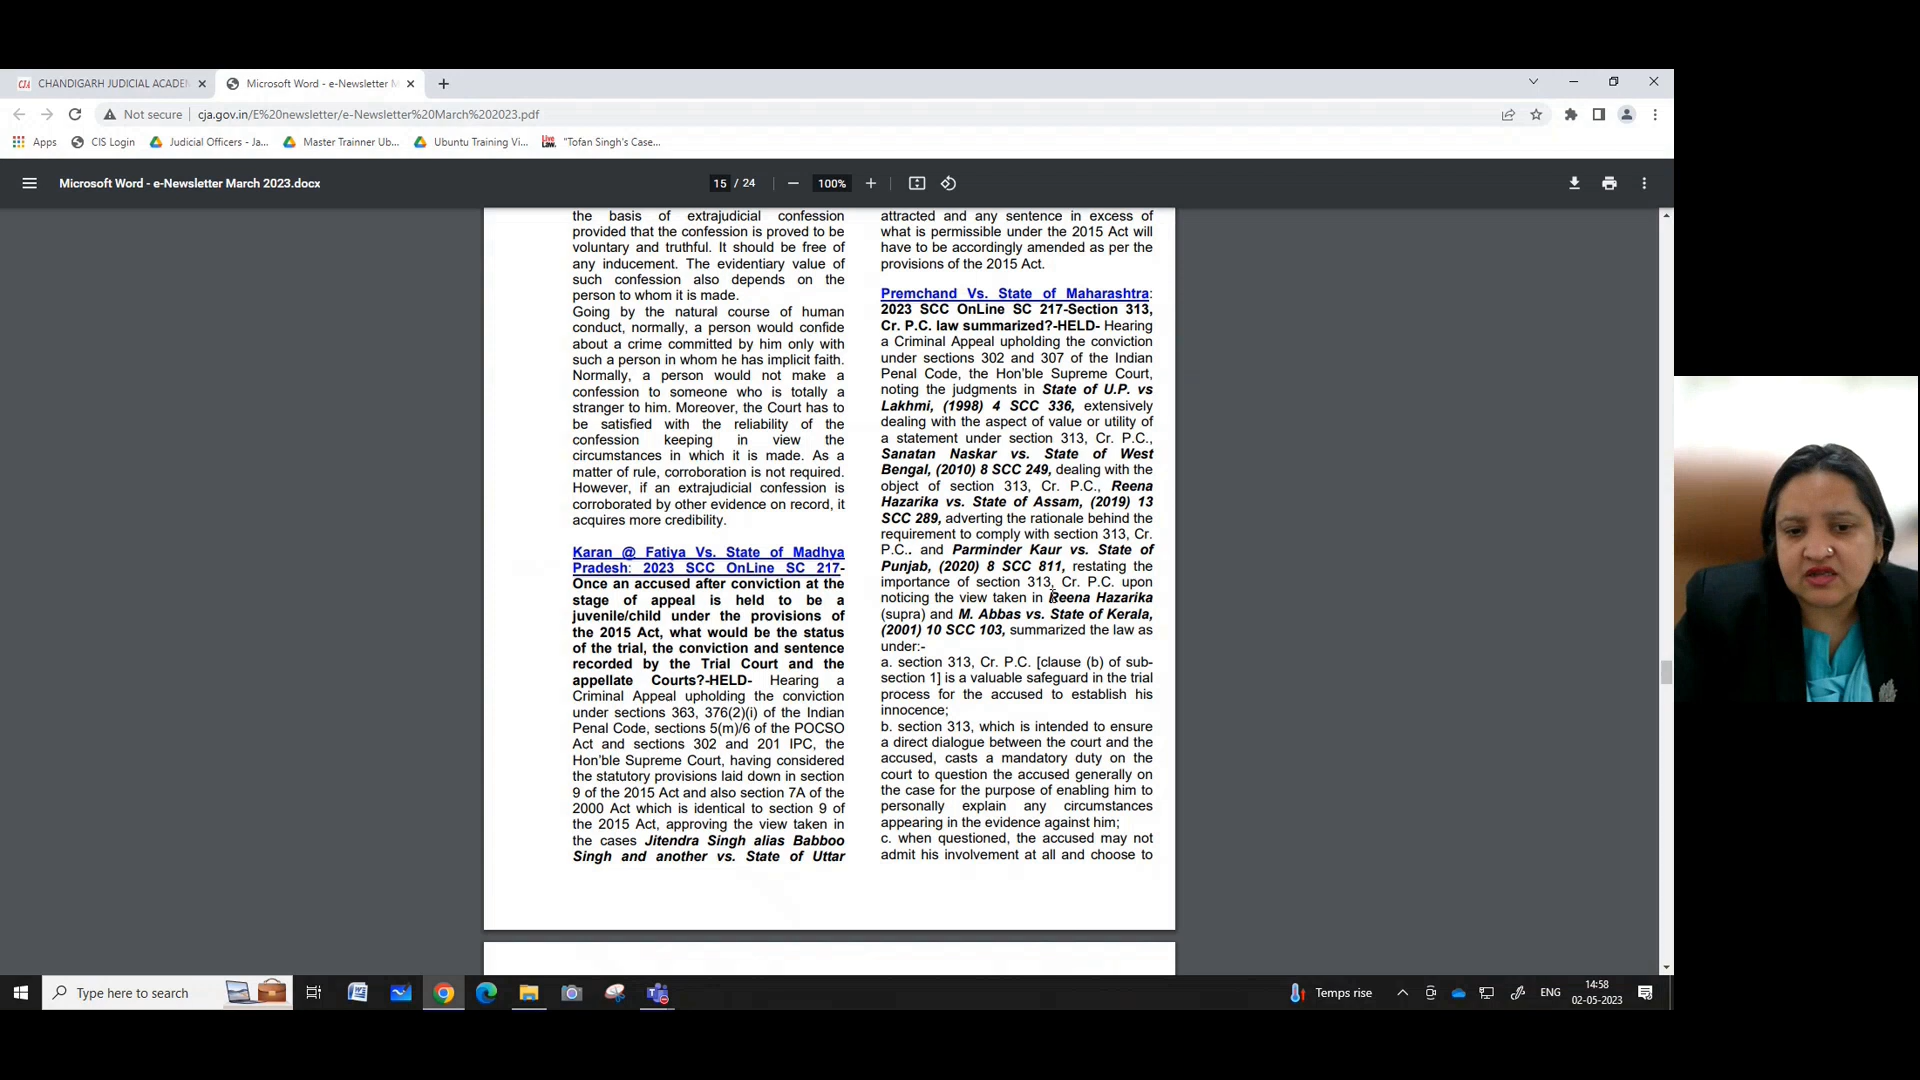 CJA CHANDIGARH JUDICIAL ACADEM
Microsoft Word - e-Newsletter M
Not secure
cja.gov.in/E%20newsletter/e-Newsletter%20March%202023.pdf
Apps
CIS Login
Judicial Officers - Ja...
Master Trainner Ub...
Ubuntu Training Vi...
Live Law.
"Tofan Singh's Case...
Microsoft Word - e-Newsletter March 2023.docx
15 / 24
100%
the basis of extrajudicial confession
provided that the confession is proved to be
voluntary and truthful. It should be free of
any inducement. The evidentiary value of
such confession also depends on the
person to whom it is made.
Going by the natural course of human
conduct, normally, a person would confide
about a crime committed by him only with
such a person in whom he has implicit faith.
Normally, a person would not make a
confession to someone who is totally a
stranger to him. Moreover, the Court has to
be satisfied with the reliability of the
confession keeping in view the
circumstances in which it is made. As a
matter of rule, corroboration is not required.
However, if an extrajudicial confession is
corroborated by other evidence on record, it
acquires more credibility.
Karan @ Fatiya Vs. State of Madhya
Pradesh: 2023 SCC OnLine SC 217-
Once an accused after conviction at the
stage of appeal is held to be a
juvenile/child under the provisions of
the 2015 Act, what would be the status
of the trial, the conviction and sentence
recorded by the Trial Court and the
appellate Courts?-HELD- Hearing a
Criminal Appeal upholding the conviction
under sections 363, 376(2)(i) of the Indian
Penal Code, sections 5(m)/6 of the POCSO
Act and sections 302 and 201 IPC, the
Hon'ble Supreme Court, having considered
the statutory provisions laid down in section
9 of the 2015 Act and also section 7A of the
2000 Act which is identical to section 9 of
the 2015 Act, approving the view taken in
the cases Jitendra Singh alias Babboo
Singh and another vs. State of Uttar
attracted and any sentence in excess of
what is permissible under the 2015 Act will
have to be accordingly amended as per the
provisions of the 2015 Act.
Premchand Vs. State of Maharashtra:
2023 SCC OnLine SC 217-Section 313,
Cr. P.C. law summarized?-HELD- Hearing
a Criminal Appeal upholding the conviction
under sections 302 and 307 of the Indian
Penal Code, the Hon'ble Supreme Court,
noting the judgments in State of U.P. vs
Lakhmi, (1998) 4 SCC 336, extensively
dealing with the aspect of value or utility of
a statement under section 313, Cr. P.C.,
Sanatan Naskar vs. State of West
Bengal, (2010) 8 SCC 249, dealing with the
object of section 313, Cr. P.C., Reena
Hazarika vs. State of Assam, (2019) 13
SCC 289, adverting the rationale behind the
requirement to comply with section 313, Cr.
P.C.. and Parminder Kaur vs. State of
Punjab, (2020) 8 SCC 811, restating the
importance of section 313, Cr. P.C. upon
noticing the view taken in Reena Hazarika
(supra) and M. Abbas vs. State of Kerala,
(2001) 10 SCC 103, summarized the law as
under:-
a. section 313, Cr. P.C. [clause (b) of sub-
section 1] is a valuable safeguard in the trial
process for the accused to establish his
innocence;
b. section 313, which is intended to ensure
a direct dialogue between the court and the
accused, casts a mandatory duty on the
court to question the accused generally on
the case for the purpose of enabling him to
personally explain any circumstances
appearing in the evidence against him;
c. when questioned, the accused may not
admit his involvement at all and choose to
Type here to search
Temps rise
ENG
14:58
02-05-2023